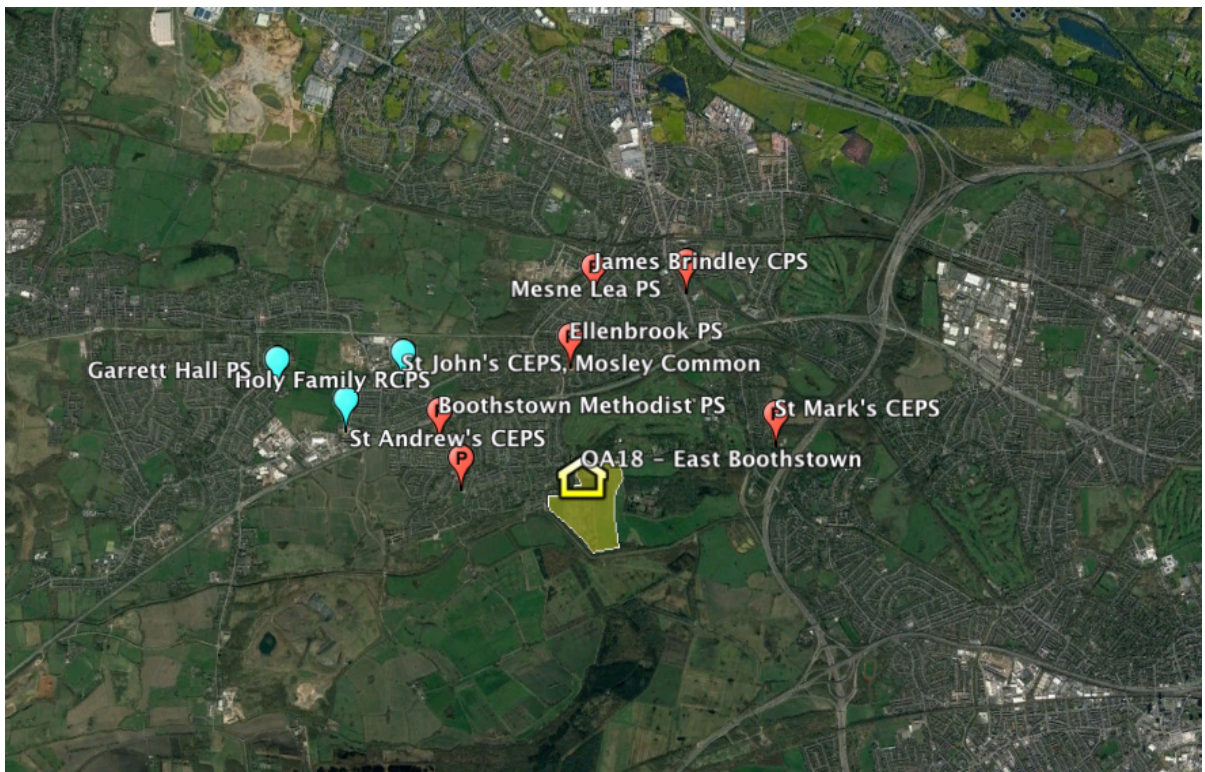 James Brindley CPS
Mesne Lea PS
Ellenbrook PS
St John's CEPS, Mosley Common
Garrett Hall PS
Holy Family RCPS
Boothstown Methodist PS
St Mark's CEPS
St Andrew's CEPS
P
OA18 - East Boothstown